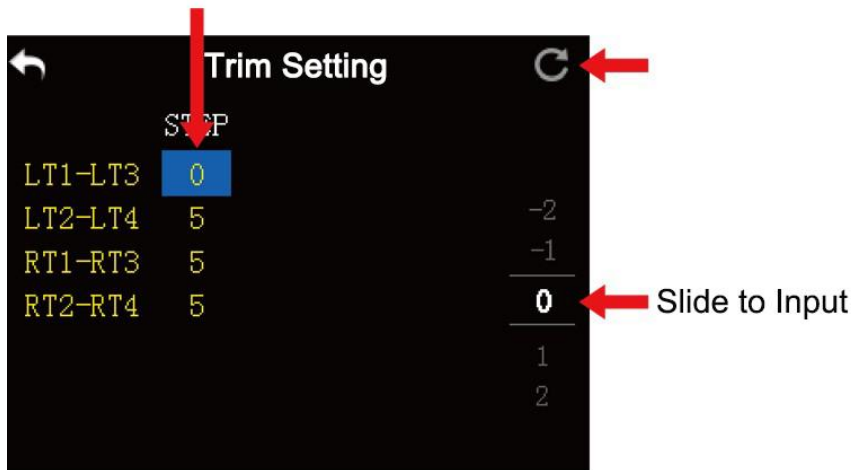 Trim Setting
STEP
LT1-LT3 0
LT2-LT4 5
RT1-RT3 5
RT2-RT4 5
-2
-1
0 Slide to Input
1
2